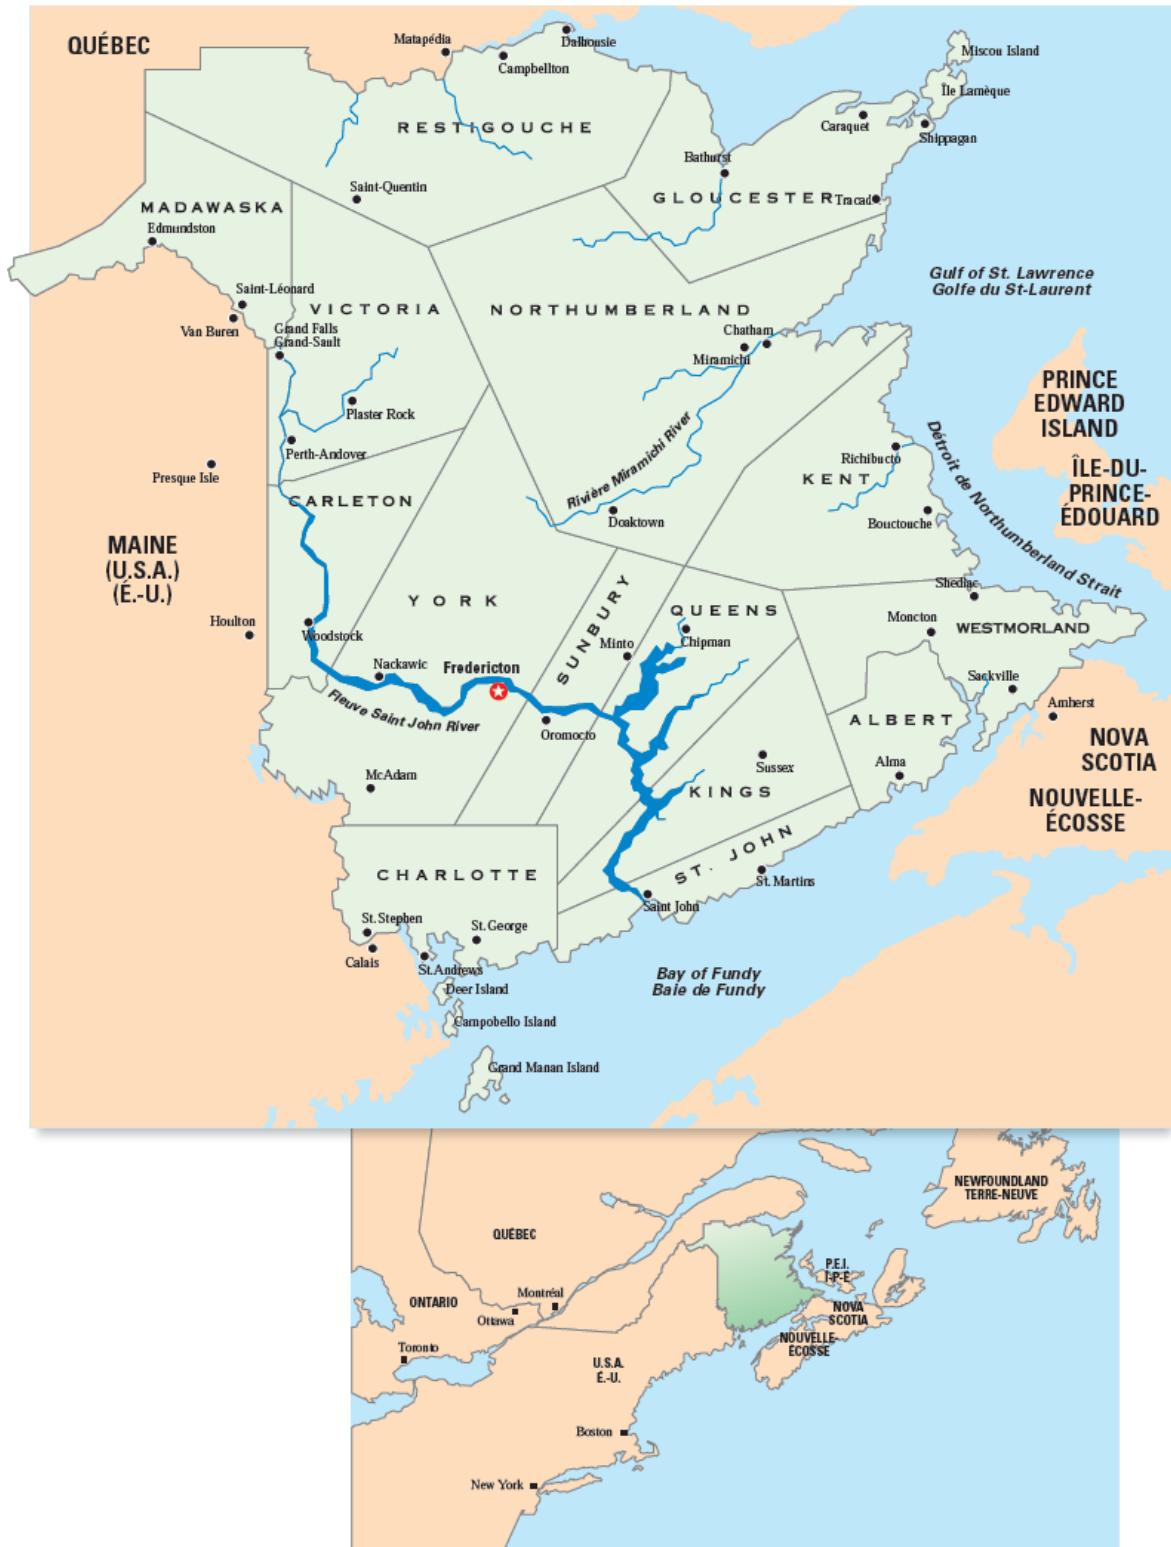 QUÉBEC
Matapédia
Dalhousie
Campbellton
Miscou Island
Île Lamèque
RESTIGOUCHE
Caraquet
Shippagan
Bathurst
Saint-Quentin
GLOUCESTER
Tracad
MADAWASKA
Edmundston
Gulf of St. Lawrence
Golfe du St-Laurent
Saint-Léonard
VICTORIA
NORTHUMBERLAND
Van Buren
Grand Falls
Grand-Sault
Chatham
Miramichi
PRINCE
EDWARD
ISLAND
Plaster Rock
Perth-Andover
Presque Isle
Rivière Miramichi River
Richibucto
Détroit de Northumberland Strait
ÎLE-DU-
PRINCE-
ÉDOUARD
KENT
CARLETON
Doaktown
Bouctouche
MAINE
(U.S.A.)
(É.-U.)
Shediac
YORK
SUNBURY
QUEENS
Houlton
Woodstock
Moncton
WESTMORLAND
Minto
Chipman
Nackawic
Fredericton
Sackville
Fleuve Saint John River
Oromocto
ALBERT
Amherst
NOVA
SCOTIA
McAdam
Sussex
Alma
KINGS
NOUVELLE-
ÉCOSSE
ST. JOHN
CHARLOTTE
St. Martins
Saint John
St. Stephen
St. George
Calais
St. Andrews
Bay of Fundy
Baie de Fundy
Deer Island
Campobello Island
Grand Manan Island
NEWFOUNDLAND
TERRE-NEUVE
QUÉBEC
P.E.I.
Î-P-É
Montréal
ONTARIO
Ottawa
NOVA
SCOTIA
NOUVELLE-
ÉCOSSE
Toronto
U.S.A.
É.-U.
Boston
New York